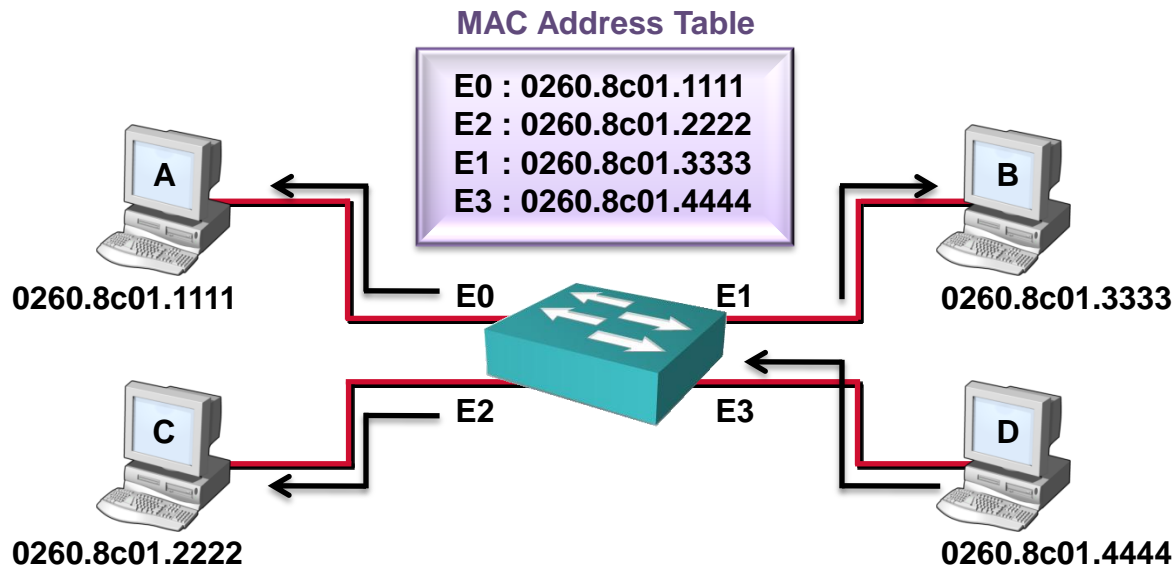 MAC Address Table
E0 : 0260.8c01.1111
E2 : 0260.8c01.2222
E1 : 0260.8c01.3333
E3 : 0260.8c01.4444
A
B
0260.8c01.1111
E0
E1
0260.8c01.3333
C
E2
E3
D
0260.8c01.2222
0260.8c01.4444